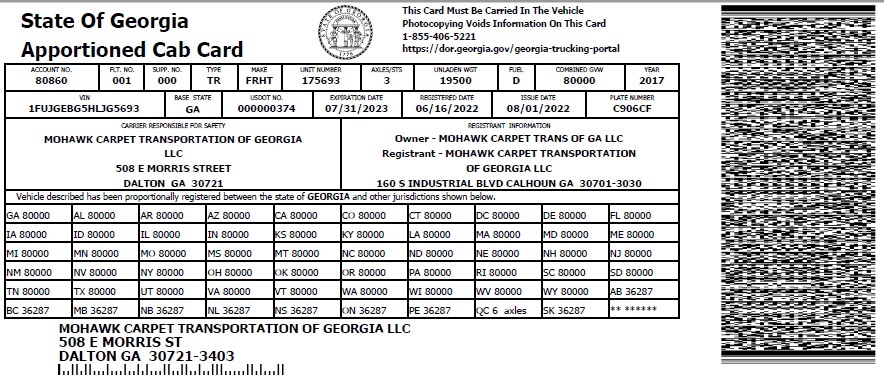 State Of Georgia
Apportioned Cab Card
STATE OF GEORGIA
1776
This Card Must Be Carried In The Vehicle
Photocopying Voids Information On This Card
1-855-406-5221
https://dor.georgia.gov/georgia-trucking-portal
ACCOUNT NO. FLT. NO. SUPP. NO. TYPE MAKE UNIT NUMBER AXLES/STS UNLADEN WGT FUEL COMBINED GVW YEAR
80860 001 000 TR FRHT 175693 3 19500 D 80000 2017
VIN BASE STATE USDOT NO. EXPIRATION DATE REGISTERED DATE ISSUE DATE PLATE NUMBER
1FUJGEBG5HLJG5693 GA 000000374 07/31/2023 06/16/2022 08/01/2022 C906CF
CARRIER RESPONSIBLE FOR SAFETY
MOHAWK CARPET TRANSPORTATION OF GEORGIA
LLC
508 E MORRIS STREET
DALTON GA 30721
REGISTRANT INFORMATION
Owner - MOHAWK CARPET TRANS OF GA LLC
Registrant - MOHAWK CARPET TRANSPORTATION
OF GEORGIA LLC
160 S INDUSTRIAL BLVD CALHOUN GA 30701-3030
Vehicle described has been proportionally registered between the state of GEORGIA and other jurisdictions shown below.
GA 80000 AL 80000 AR 80000 AZ 80000 CA 80000 CO 80000 CT 80000 DC 80000 DE 80000 FL 80000
IA 80000 ID 80000 IL 80000 IN 80000 KS 80000 KY 80000 LA 80000 MA 80000 MD 80000 ME 80000
MI 80000 MN 80000 MO 80000 MS 80000 MT 80000 NC 80000 ND 80000 NE 80000 NH 80000 NJ 80000
NM 80000 NV 80000 NY 80000 OH 80000 OK 80000 OR 80000 PA 80000 RI 80000 SC 80000 SD 80000
TN 80000 TX 80000 UT 80000 VA 80000 VT 80000 WA 80000 WI 80000 WV 80000 WY 80000 AB 36287
BC 36287 MB 36287 NB 36287 NL 36287 NS 36287 ON 36287 PE 36287 QC 6 axles SK 36287 ** ******
MOHAWK CARPET TRANSPORTATION OF GEORGIA LLC
508 E MORRIS ST
DALTON GA 30721-3403